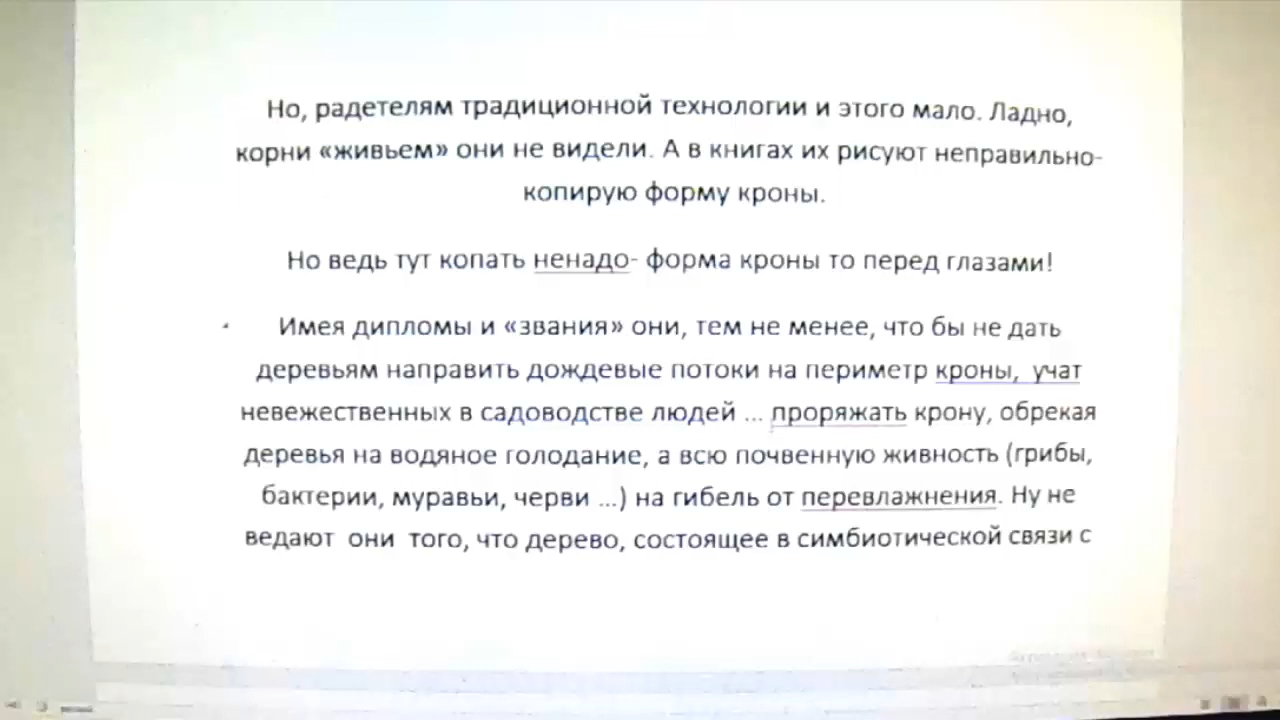 Но, радетелям традиционной технологии и этого мало. Ладно,
корни «живьем» они не видели. А в книгах их рисуют неправильно-
копирую форму кроны.
Но ведь тут копать ненадо- форма кроны то перед глазами!
Имея дипломы и «звания» они, тем не менее, что бы не дать
деревьям направить дождевые потоки на периметр кроны, учат
невежественных в садоводстве людей ... проряжать крону, обрекая
деревья на водяное голодание, а всю почвенную живность (грибы,
бактерии, муравьи, черви ...) на гибель от перевлажнения. Ну не
ведают они того, что дерево, состоящее в симбиотической связи с